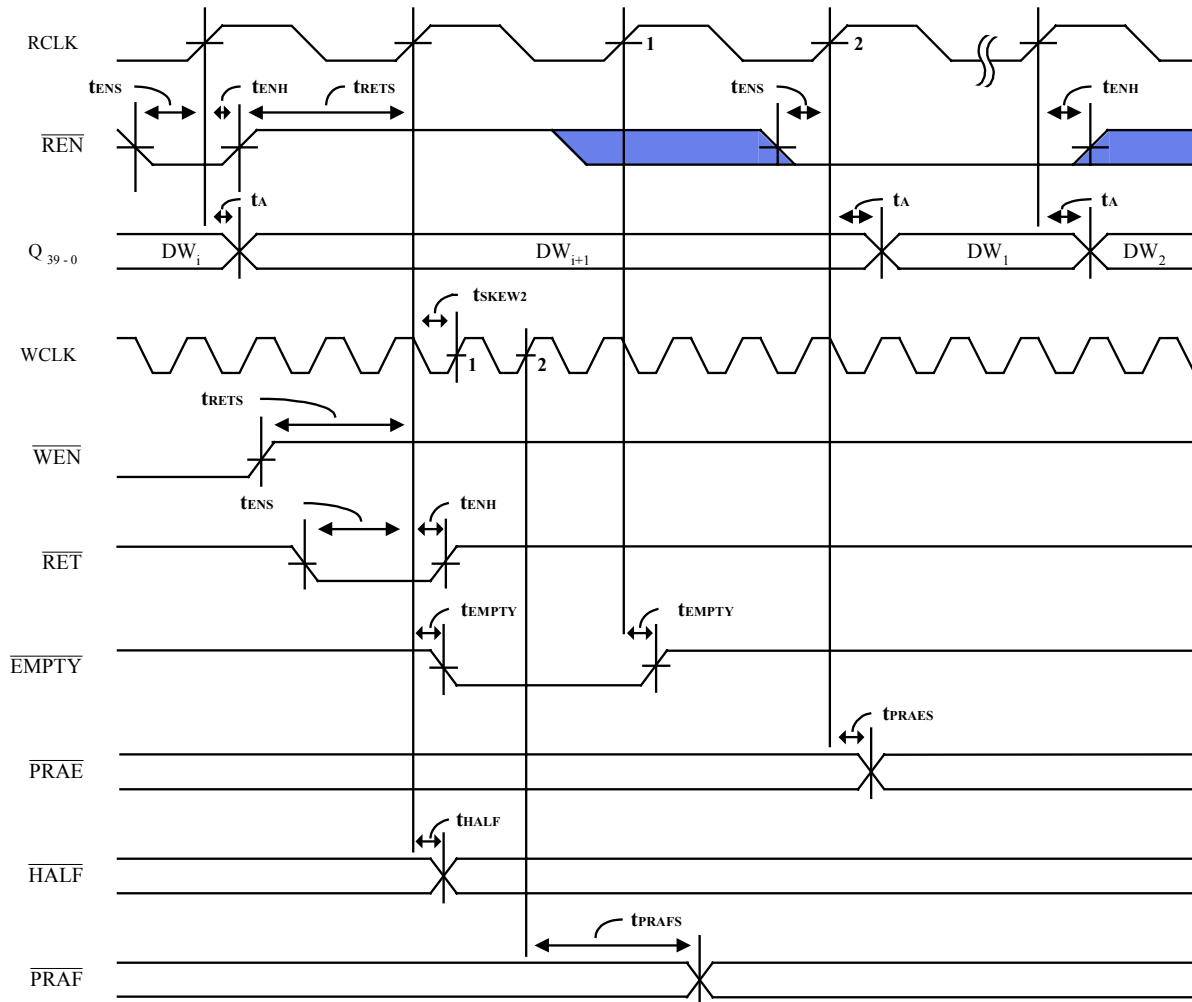 RCLK
1
2
tENS
tENH
tRETS
tENS
tENH
REN
tA
tA
tA
Q 39 - 0
DWi
DWi+1
DW1
DW2
tSKEW2
WCLK
1
2
tRETS
WEN
tENS
tENH
RET
tEMPTY
tEMPTY
EMPTY
tPRAES
PRAE
tHALF
HALF
tPRAFS
PRAF